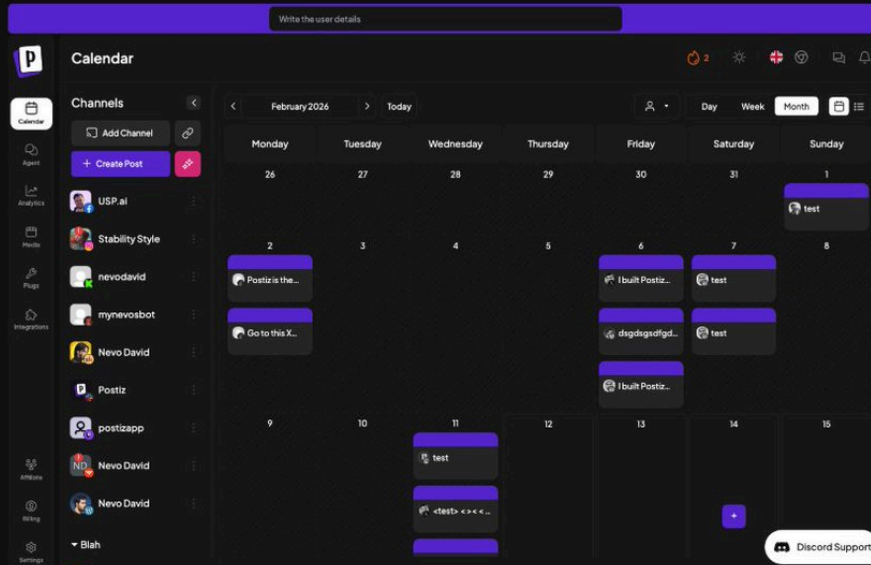 Write the user details
P
Calendar
2
Calendar
Agent
Analytics
Media
Plugs
Integrations
Affiliate
Billing
Settings
Channels
Add Channel
+ Create Post
USP.ai
Stability Style
nevodavid
mynevosbot
Nevo David
Postiz
postizapp
ND Nevo David
Nevo David
Blah
February 2026
Today
Day Week Month
Monday Tuesday Wednesday Thursday Friday Saturday Sunday
26 27 28 29 30 31 1
test
2 3 4 5 6 7 8
Postiz is the... I built Postiz... test
Go to this X... dsgdsgsdfgd... test
I built Postiz...
9 10 11 12 13 14 15
test
<test> < > < < ...
+
Discord Support